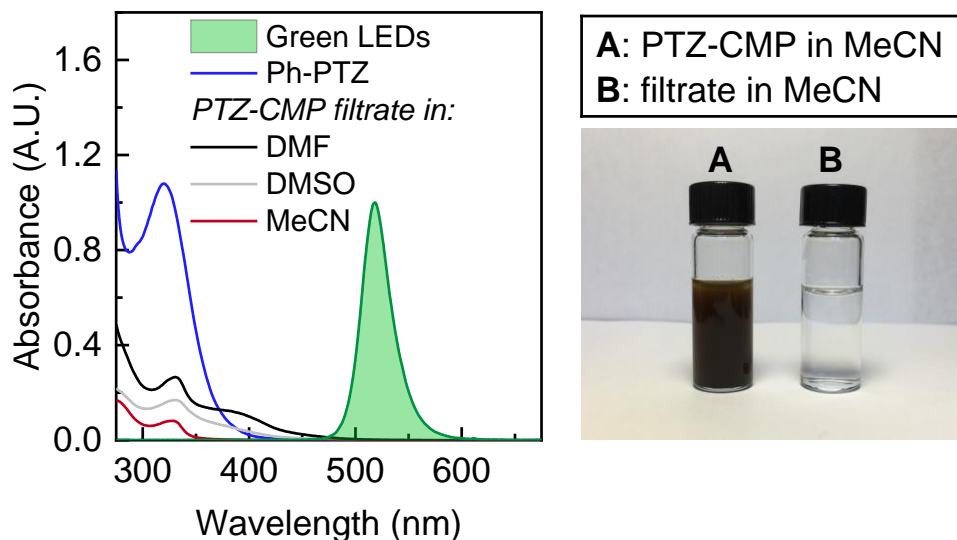 Green LEDs
Ph-PTZ
PTZ-CMP filtrate in:
DMF
DMSO
MeCN
Absorbance (A.U.)
1.6
1.2
0.8
0.4
0.0
300
400
500
600
Wavelength (nm)
A: PTZ-CMP in MeCN
B: filtrate in MeCN
A
B